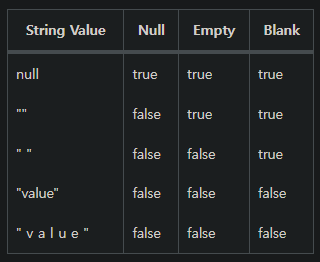 String Value Null Empty Blank
null true true true
"" false true true
" " false false true
"value" false false false
" v a l u e " false false false